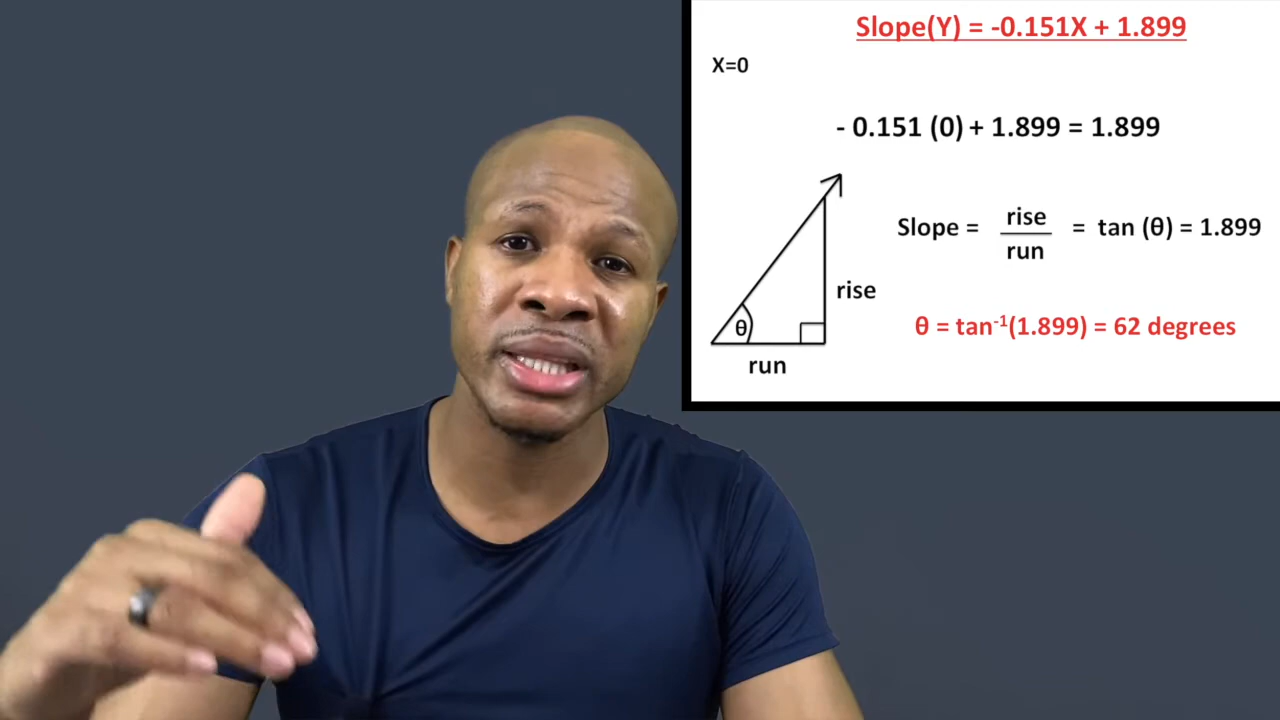 Slope(Y) = -0.151X + 1.899
X=0
- 0.151 (0) + 1.899 = 1.899
Slope = rise/run = tan (θ) = 1.899
rise
θ
θ = tan⁻¹(1.899) = 62 degrees
run